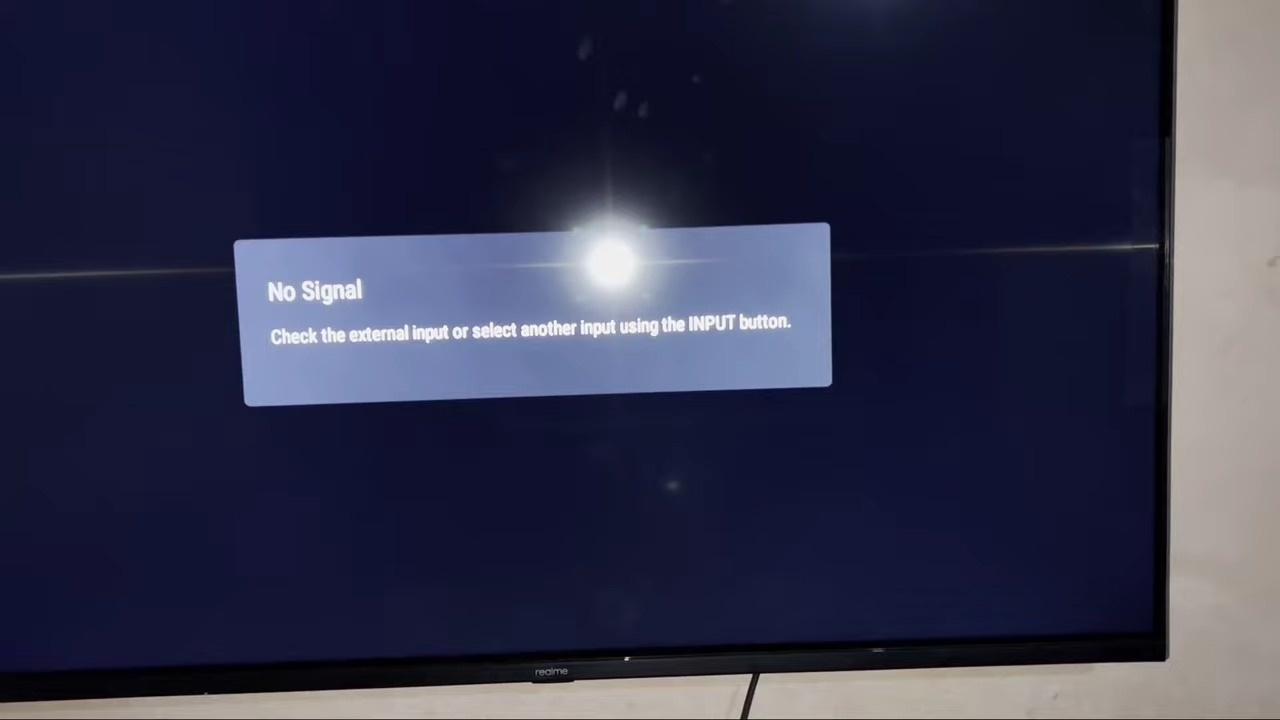 No Signal
Check the external input or select another input using the INPUT button.
realme